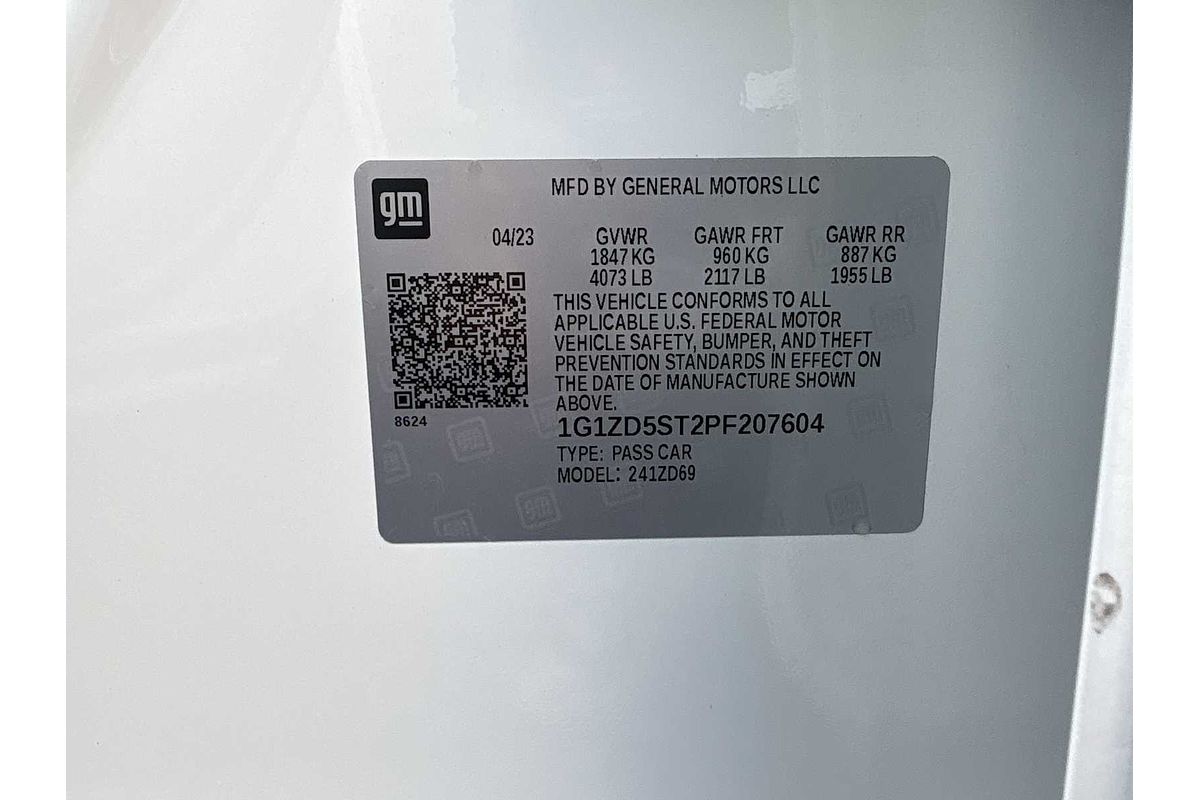 gm
MFD BY GENERAL MOTORS LLC
04/23 GVWR GAWR FRT GAWR RR
1847 KG 960 KG 887 KG
4073 LB 2117 LB 1955 LB
THIS VEHICLE CONFORMS TO ALL
APPLICABLE U.S. FEDERAL MOTOR
VEHICLE SAFETY, BUMPER, AND THEFT
PREVENTION STANDARDS IN EFFECT ON
THE DATE OF MANUFACTURE SHOWN
ABOVE.
8624
1G1ZD5ST2PF207604
TYPE: PASS CAR
MODEL: 241ZD69